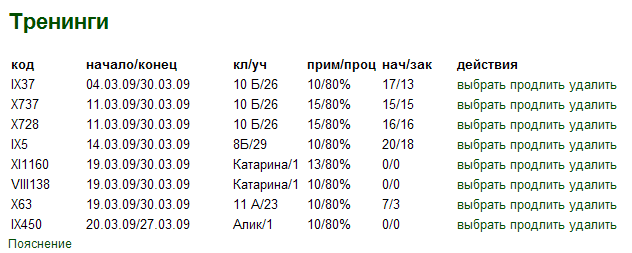 Тренинги
код начало/конец кл/уч прим/проц нач/зак действия
IX37 04.03.09/30.03.09 10 Б/26 10/80% 17/13 выбрать продлить удалить
X737 11.03.09/30.03.09 10 Б/26 15/80% 15/15 выбрать продлить удалить
X728 11.03.09/30.03.09 10 Б/26 15/80% 16/16 выбрать продлить удалить
IX5 14.03.09/30.03.09 8Б/29 10/80% 20/18 выбрать продлить удалить
XI1160 19.03.09/30.03.09 Катарина/1 13/80% 0/0 выбрать продлить удалить
VIII138 19.03.09/30.03.09 Катарина/1 10/80% 0/0 выбрать продлить удалить
X63 19.03.09/30.03.09 11 А/23 10/80% 7/3 выбрать продлить удалить
IX450 20.03.09/27.03.09 Алик/1 10/80% 0/0 выбрать продлить удалить
Пояснение